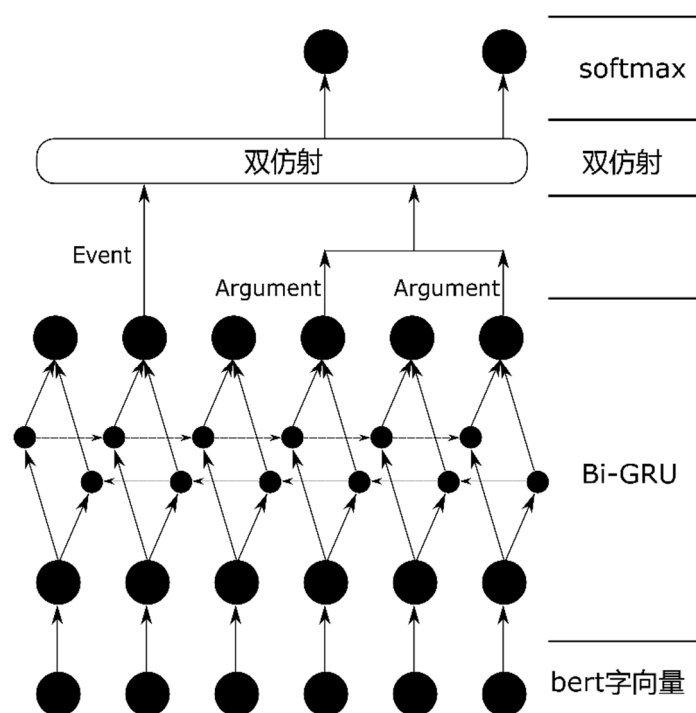 softmax
双仿射
双仿射
Event
Argument
Argument
Bi-GRU
bert字向量